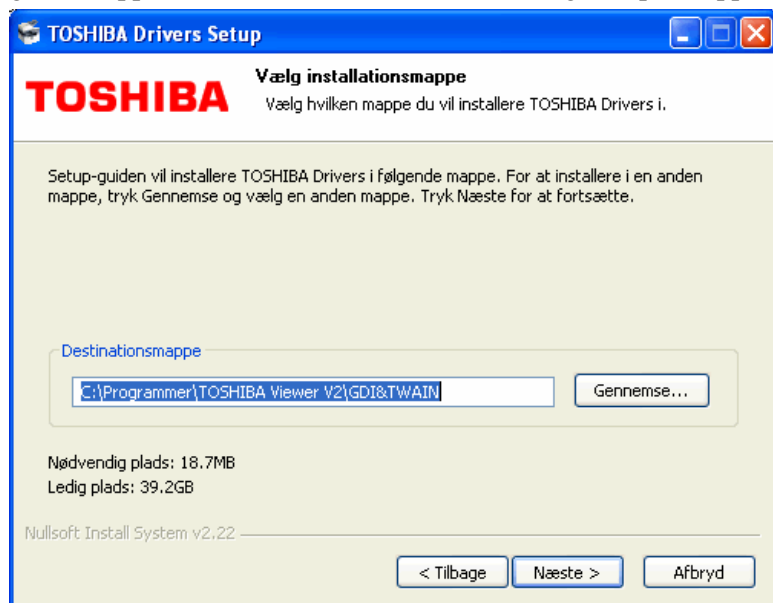 TOSHIBA Drivers Setup
TOSHIBA
Vælg installationsmappe
Vælg hvilken mappe du vil installere TOSHIBA Drivers i.
Setup-guiden vil installere TOSHIBA Drivers i følgende mappe. For at installere i en anden
mappe, tryk Gennemse og vælg en anden mappe. Tryk Næste for at fortsætte.
Destinationsmappe
C:\Programmer\TOSHIBA Viewer V2\GDI&TWAIN
Gennemse...
Nødvendig plads: 18.7MB
Ledig plads: 39.2GB
Nullsoft Install System v2.22
< Tilbage
Næste >
Afbryd